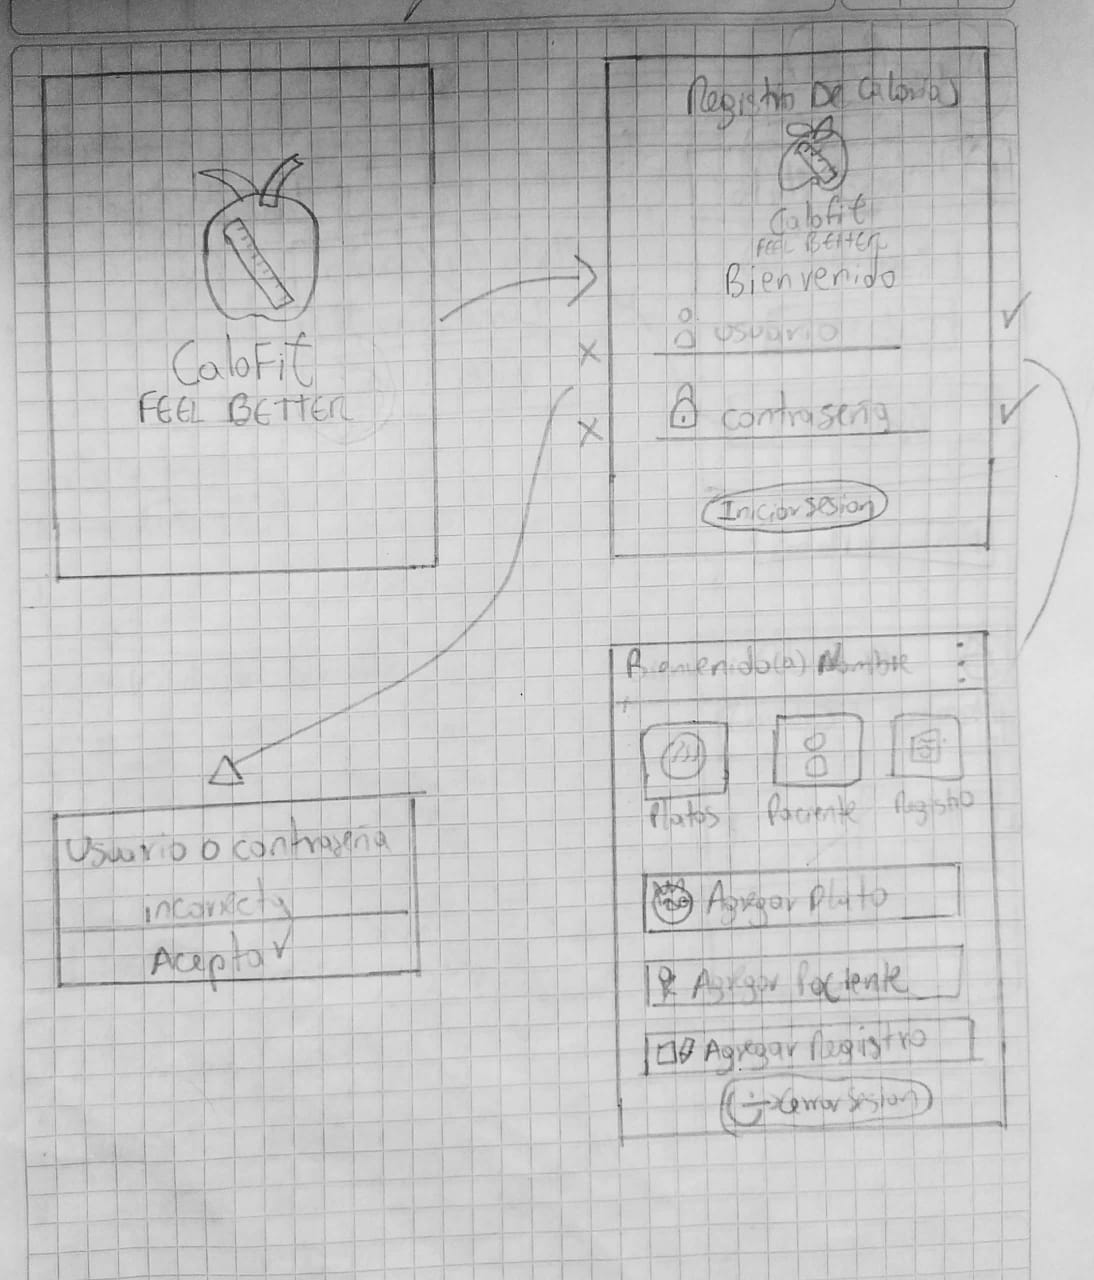 CaloFit
FEEL BETTER
Registro De Calorias
Calofit
FEEL BETTER
Bienvenido
usuario
contraseña
Iniciar sesion
Usuario o contraseña
incorrecta
Aceptar
Bienvenido(a) Nombre
Platos
Paciente
Registro
Agregar Plato
Agregar Paciente
Agregar Registro
Cerrar sesion